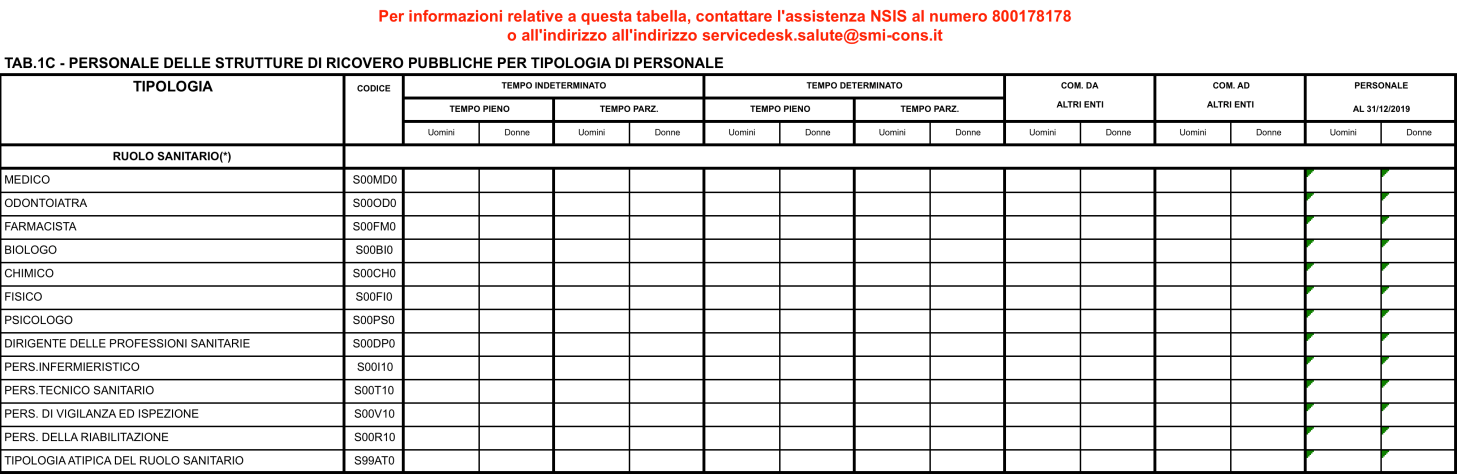 Per informazioni relative a questa tabella, contattare l'assistenza NSIS al numero 800178178
o all'indirizzo all'indirizzo servicedesk.salute@smi-cons.it
TAB.1C - PERSONALE DELLE STRUTTURE DI RICOVERO PUBBLICHE PER TIPOLOGIA DI PERSONALE
TIPOLOGIA CODICE TEMPO INDETERMINATO TEMPO DETERMINATO COM. DA COM. AD PERSONALE
TEMPO PIENO TEMPO PARZ. TEMPO PIENO TEMPO PARZ. ALTRI ENTI ALTRI ENTI AL 31/12/2019
Uomini Donne Uomini Donne Uomini Donne Uomini Donne Uomini Donne Uomini Donne Uomini Donne
RUOLO SANITARIO(*)
MEDICO S00MD0
ODONTOIATRA S00OD0
FARMACISTA S00FM0
BIOLOGO S00BI0
CHIMICO S00CH0
FISICO S00FI0
PSICOLOGO S00PS0
DIRIGENTE DELLE PROFESSIONI SANITARIE S00DP0
PERS.INFERMIERISTICO S00I10
PERS.TECNICO SANITARIO S00T10
PERS. DI VIGILANZA ED ISPEZIONE S00V10
PERS. DELLA RIABILITAZIONE S00R10
TIPOLOGIA ATIPICA DEL RUOLO SANITARIO S99AT0